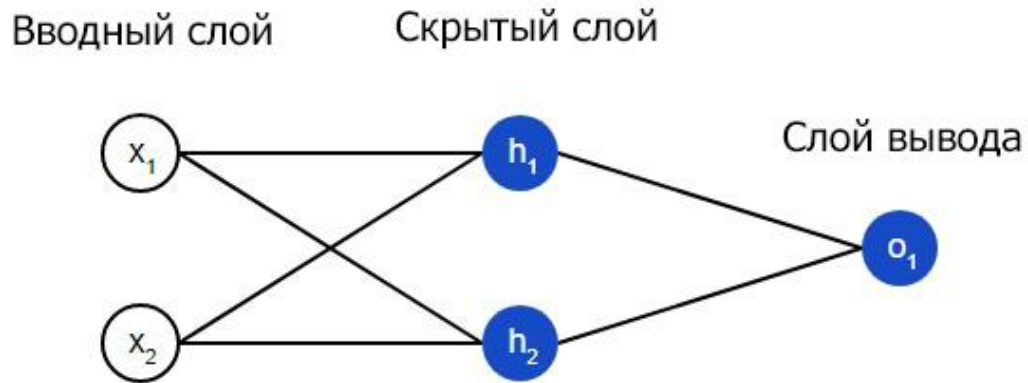 Вводный слой
Скрытый слой
Слой вывода
x₁
h₁
o₁
x₂
h₂